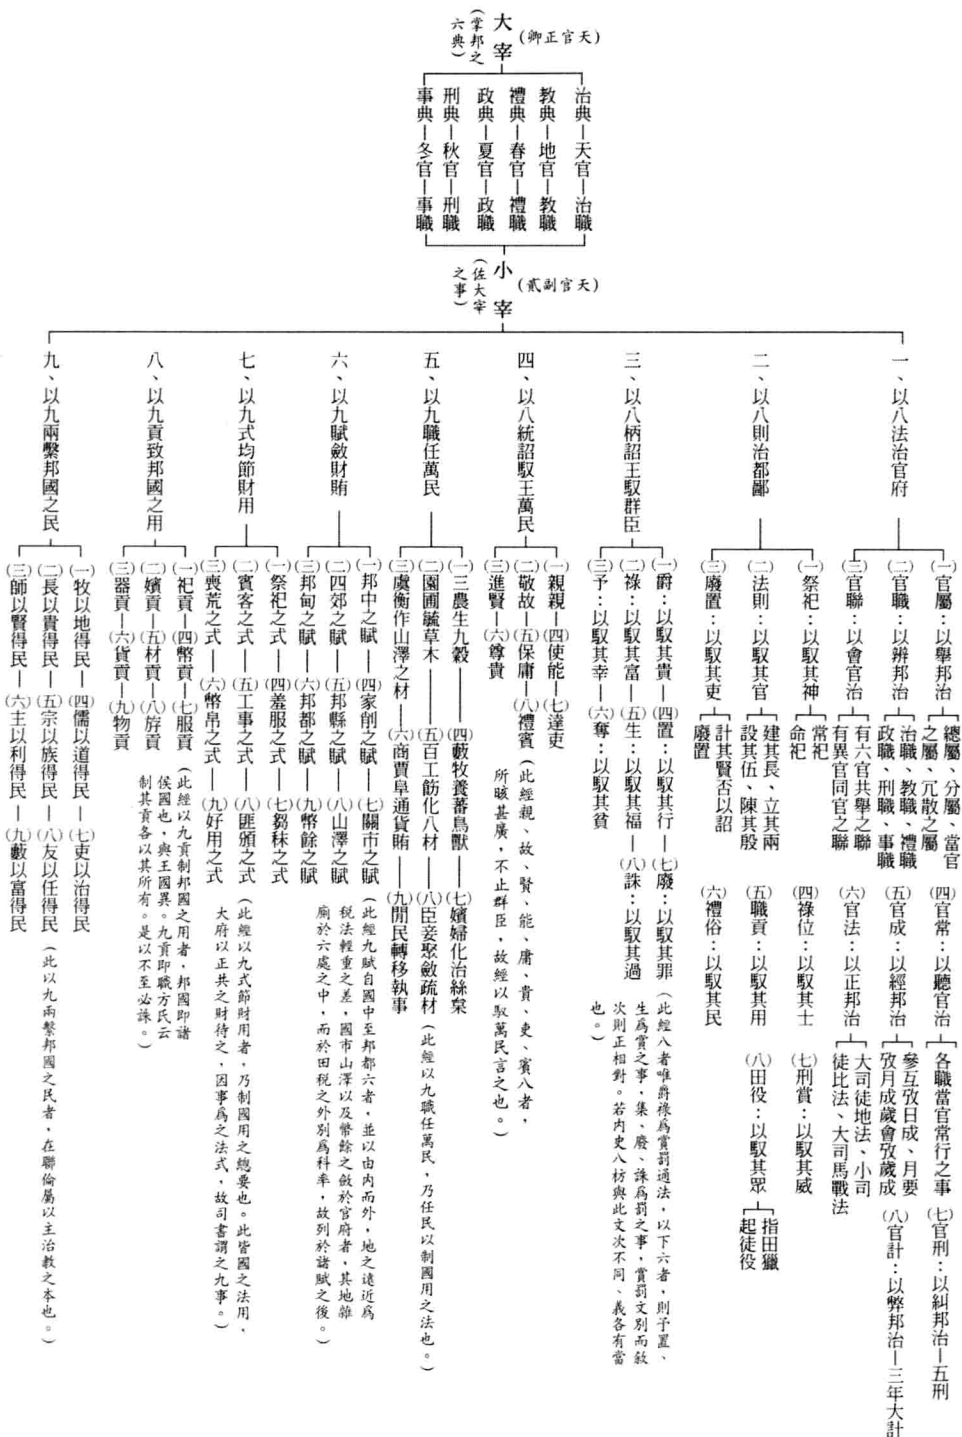 大宰
(天官正卿)
(掌邦之六典)
治典—天官—治職
教典—地官—教職
禮典—春官—禮職
政典—夏官—政職
刑典—秋官—刑職
事典—冬官—事職
小宰
(天官副貳)
(佐大宰之事)
一、以八法治官府
㈠官屬：以舉邦治
總屬、分屬、當官
之屬、冗散之屬
㈡官職：以辨邦治
治職、教職、禮職
政職、刑職、事職
㈢官聯：以會官治
有六官共舉之聯
有異官同官之聯
㈣官常：以聽官治
各職當官常行之事
㈤官成：以經邦治
參互攷日成、月要
攷月成歲會攷歲成
㈥官法：以正邦治
大司徒地法、小司
徒比法、大司馬戰法
㈦官刑：以糾邦治—五刑
㈧官計：以弊邦治—三年大計
二、以八則治都鄙
㈠祭祀：以馭其神
常祀
命祀
㈡法則：以馭其官
建其長、立其兩
設其伍、陳其殷
㈢廢置：以馭其吏
計其賢否以詔
廢置
㈣祿位：以馭其士
㈤職貢：以馭其用
㈥禮俗：以馭其民
㈦刑賞：以馭其威
㈧田役：以馭其眾
指田獵
起徒役
三、以八柄詔王馭群臣
㈠爵：以馭其貴—㈣置：以馭其行—㈦廢：以馭其罪
㈡祿：以馭其富—㈤生：以馭其福—㈧誅：以馭其過
㈢予：以馭其幸—㈥奪：以馭其貧
(此經八者唯爵祿爲賞罰通法，以下六者，則予置、
生爲賞之事，集、廢、誅爲罰之事，賞罰文別而敘
次則正相對。若內史八枋與此文次不同、義各有當
也。)
四、以八統詔馭王萬民
㈠親親—㈣使能—㈦達吏
㈡敬故—㈤保庸—㈧禮賓
㈢進賢—㈥尊貴
(此經親、故、賢、能、庸、貴、吏、賓八者，
所晐甚廣，不止群臣，故經以馭萬民言之也。)
五、以九職任萬民
㈠三農生九穀—㈣藪牧養蕃鳥獸—㈦嬪婦化治絲枲
㈡園圃毓草木—㈤百工飭化八材—㈧臣妾聚斂疏材
㈢虞衡作山澤之材—㈥商賈阜通貨賄—㈨閒民轉移執事
(此經以九職任萬民，乃任民以制國用之法也。)
六、以九賦斂財賄
㈠邦中之賦—㈣家削之賦—㈦關市之賦
㈡四郊之賦—㈤邦縣之賦—㈧山澤之賦
㈢邦甸之賦—㈥邦都之賦—㈨幣餘之賦
(此經九賦自國中至邦都六者，並以由內而外，地之遠近爲
稅法輕重之差，國市山澤以及幣餘之斂於官府者，其地雜
廁於六處之中，而於田稅之外別爲科率，故列於諸賦之後。)
七、以九式均節財用
㈠祭祀之式—㈣羞服之式—㈦芻秣之式
㈡賓客之式—㈤工事之式—㈧匪頒之式
㈢喪荒之式—㈥幣帛之式—㈨好用之式
(此經以九式節財用者，乃制國用之總要也。此皆國之法用，
大府以正共之財待之，因事爲之法式，故司書謂之九事。)
八、以九貢致邦國之用
㈠祀貢—㈣幣貢—㈦服貢
㈡嬪貢—㈤材貢—㈧斿貢
㈢器貢—㈥貨貢—㈨物貢
(此經以九貢制邦國之用者，邦國即諸
侯國也，與王國異。九貢即職方氏云
制其貢各以其所有。是以不至必誅。)
九、以九兩繫邦國之民
㈠牧以地得民—㈣儒以道得民—㈦吏以治得民
㈡長以貴得民—㈤宗以族得民—㈧友以任得民
㈢師以賢得民—㈥主以利得民—㈨藪以富得民
(此以九兩繫邦國之民者，在聯倫屬以主治教之本也。)